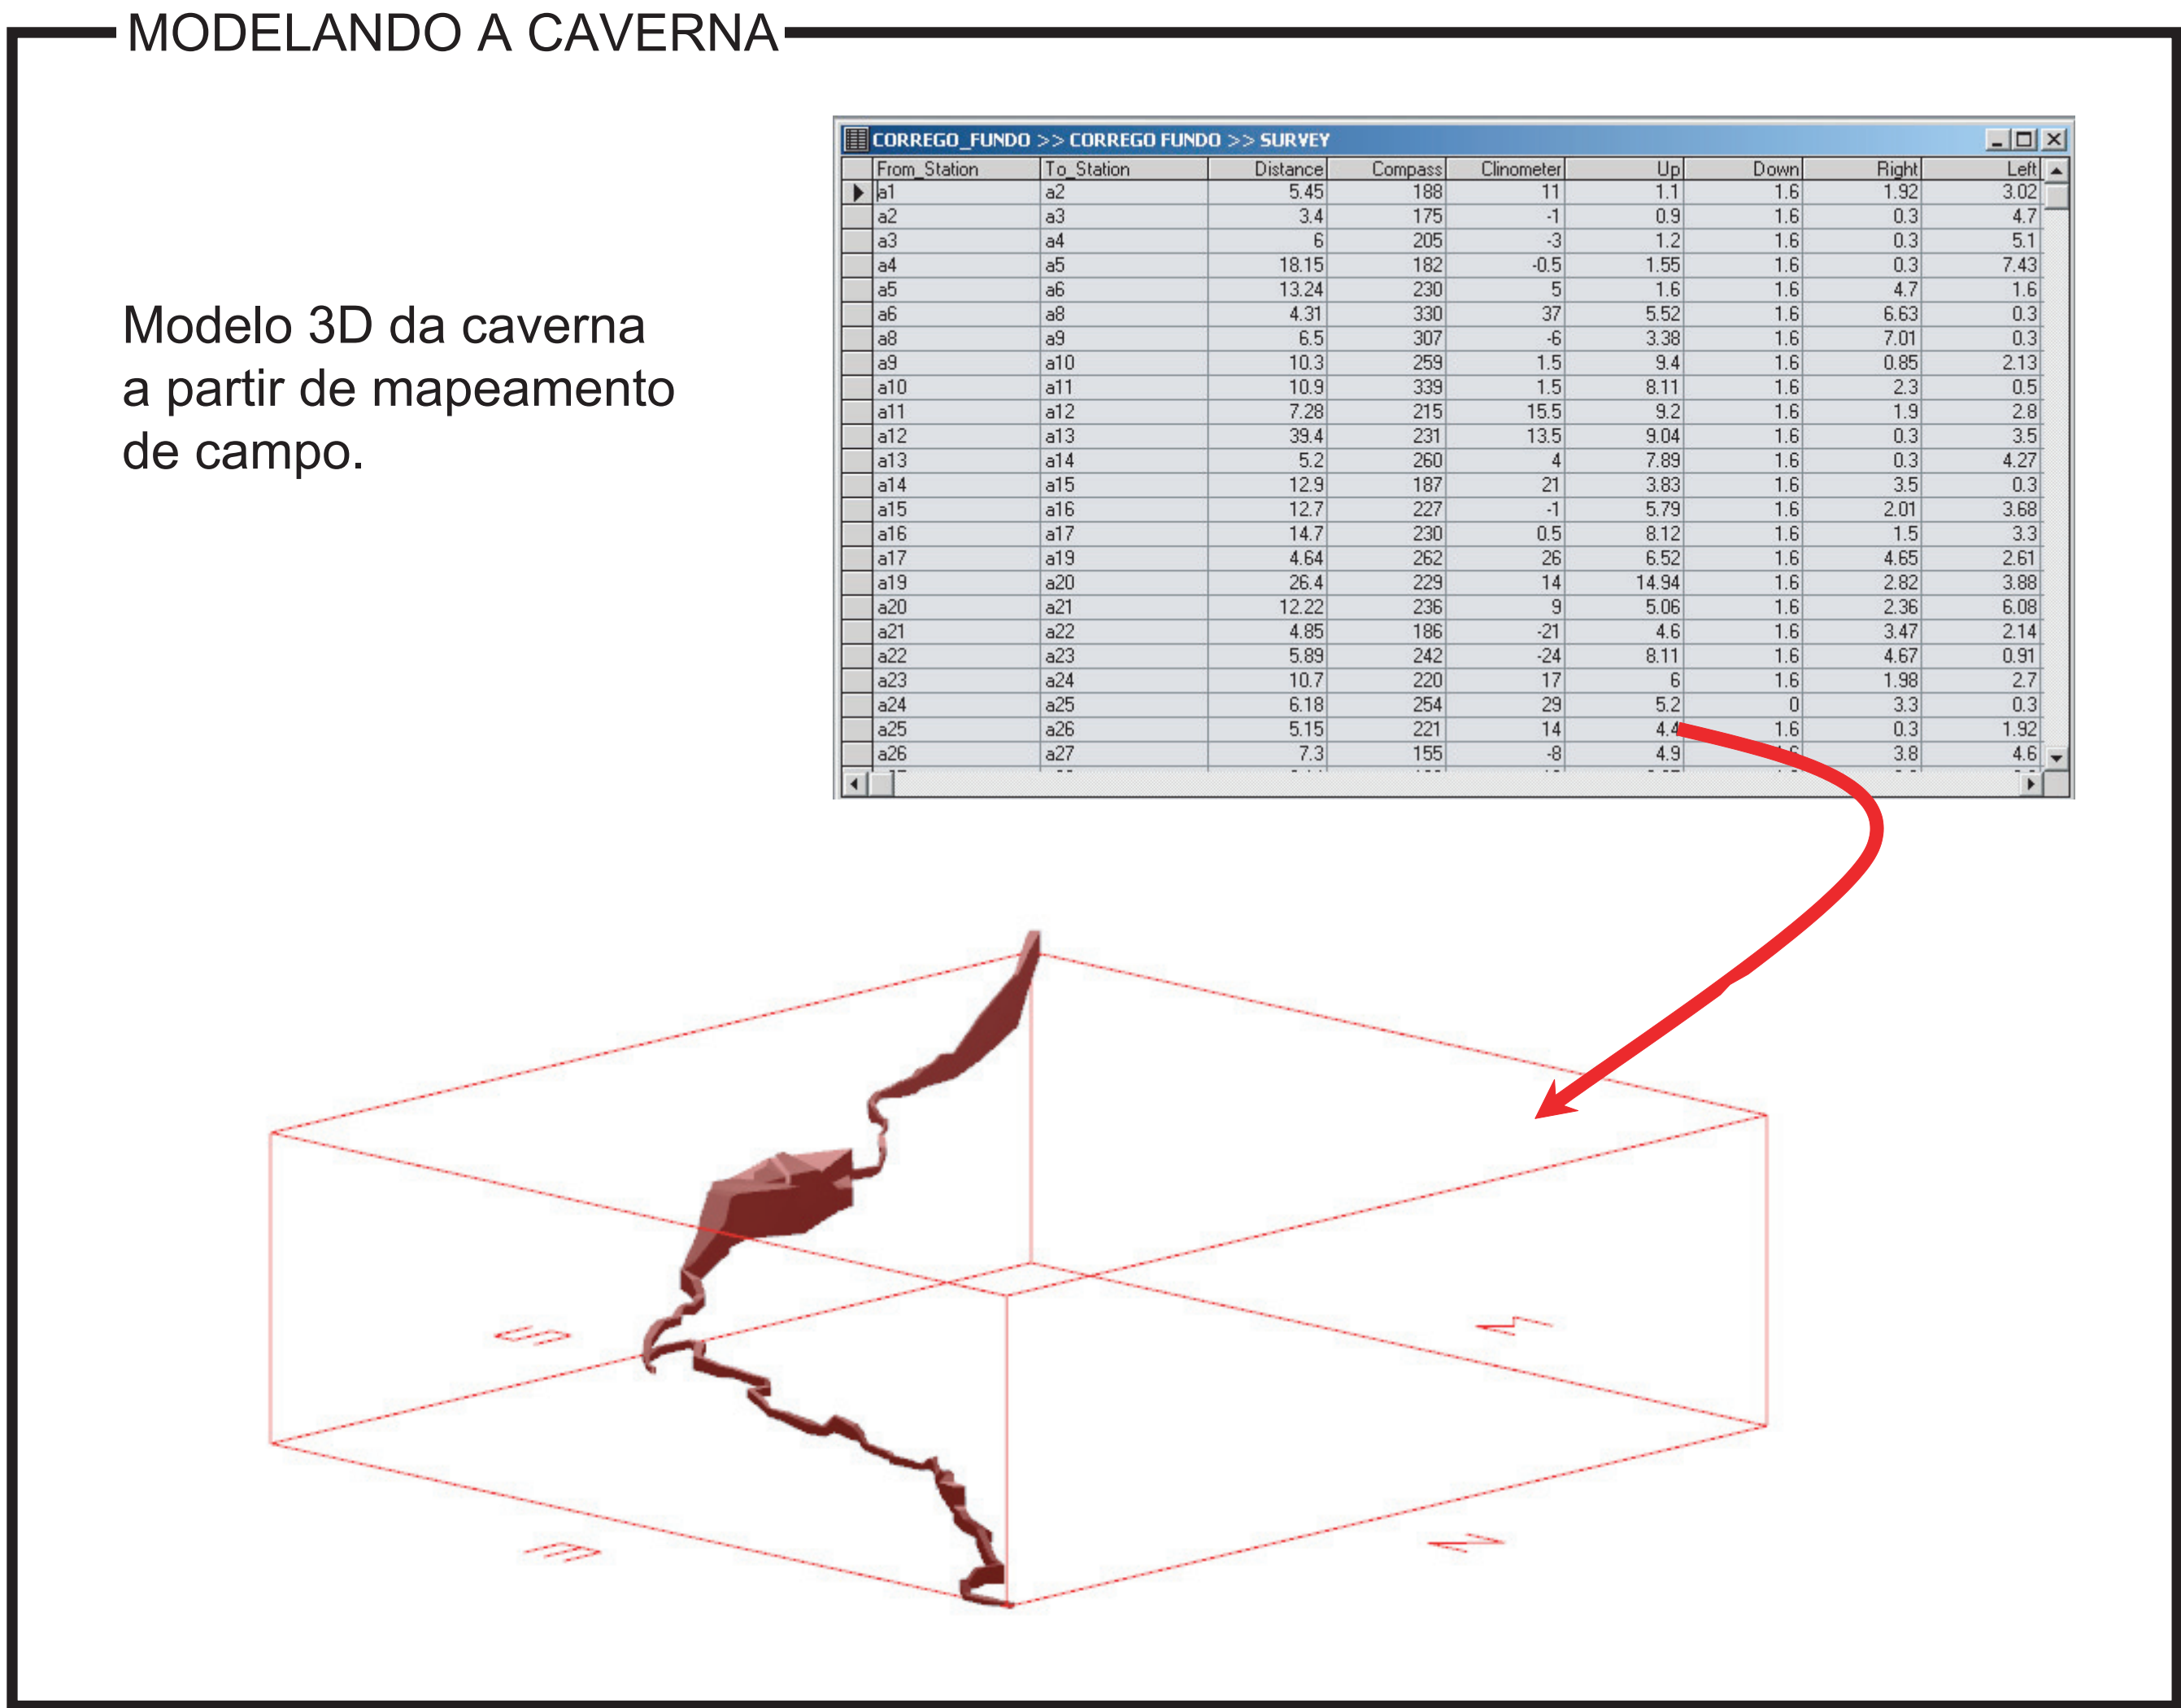 MODELANDO A CAVERNA
CORREGO_FUNDO >> CORREGO FUNDO >> SURVEY
From_Station To_Station Distance Compass Clinometer Up Down Right Left
a1 a2 5.45 188 11 1.1 1.6 1.92 3.02
a2 a3 3.4 175 -1 0.9 1.6 0.3 4.7
a3 a4 6 205 -3 1.2 1.6 0.3 5.1
a4 a5 18.15 182 -0.5 1.55 1.6 0.3 7.43
a5 a6 13.24 230 5 1.6 1.6 4.7 1.6
a6 a8 4.31 330 37 5.52 1.6 6.63 0.3
a8 a9 6.5 307 -6 3.38 1.6 7.01 0.3
a9 a10 10.3 259 1.5 9.4 1.6 0.85 2.13
a10 a11 10.9 339 1.5 8.11 1.6 2.3 0.5
a11 a12 7.28 215 15.5 9.2 1.6 1.9 2.8
a12 a13 39.4 231 13.5 9.04 1.6 0.3 3.5
a13 a14 5.2 260 4 7.89 1.6 0.3 4.27
a14 a15 12.9 187 21 3.83 1.6 3.5 0.3
a15 a16 12.7 227 -1 5.79 1.6 2.01 3.68
a16 a17 14.7 230 0.5 8.12 1.6 1.5 3.3
a17 a19 4.64 262 26 6.52 1.6 4.65 2.61
a19 a20 26.4 229 14 14.94 1.6 2.82 3.88
a20 a21 12.22 236 9 5.06 1.6 2.36 6.08
a21 a22 4.85 186 -21 4.6 1.6 3.47 2.14
a22 a23 5.89 242 -24 8.11 1.6 4.67 0.91
a23 a24 10.7 220 17 6 1.6 1.98 2.7
a24 a25 6.18 254 29 5.2 0 3.3 0.3
a25 a26 5.15 221 14 4.4 1.6 0.3 1.92
a26 a27 7.3 155 -8 4.9 3.8 4.6
Modelo 3D da caverna
a partir de mapeamento
de campo.